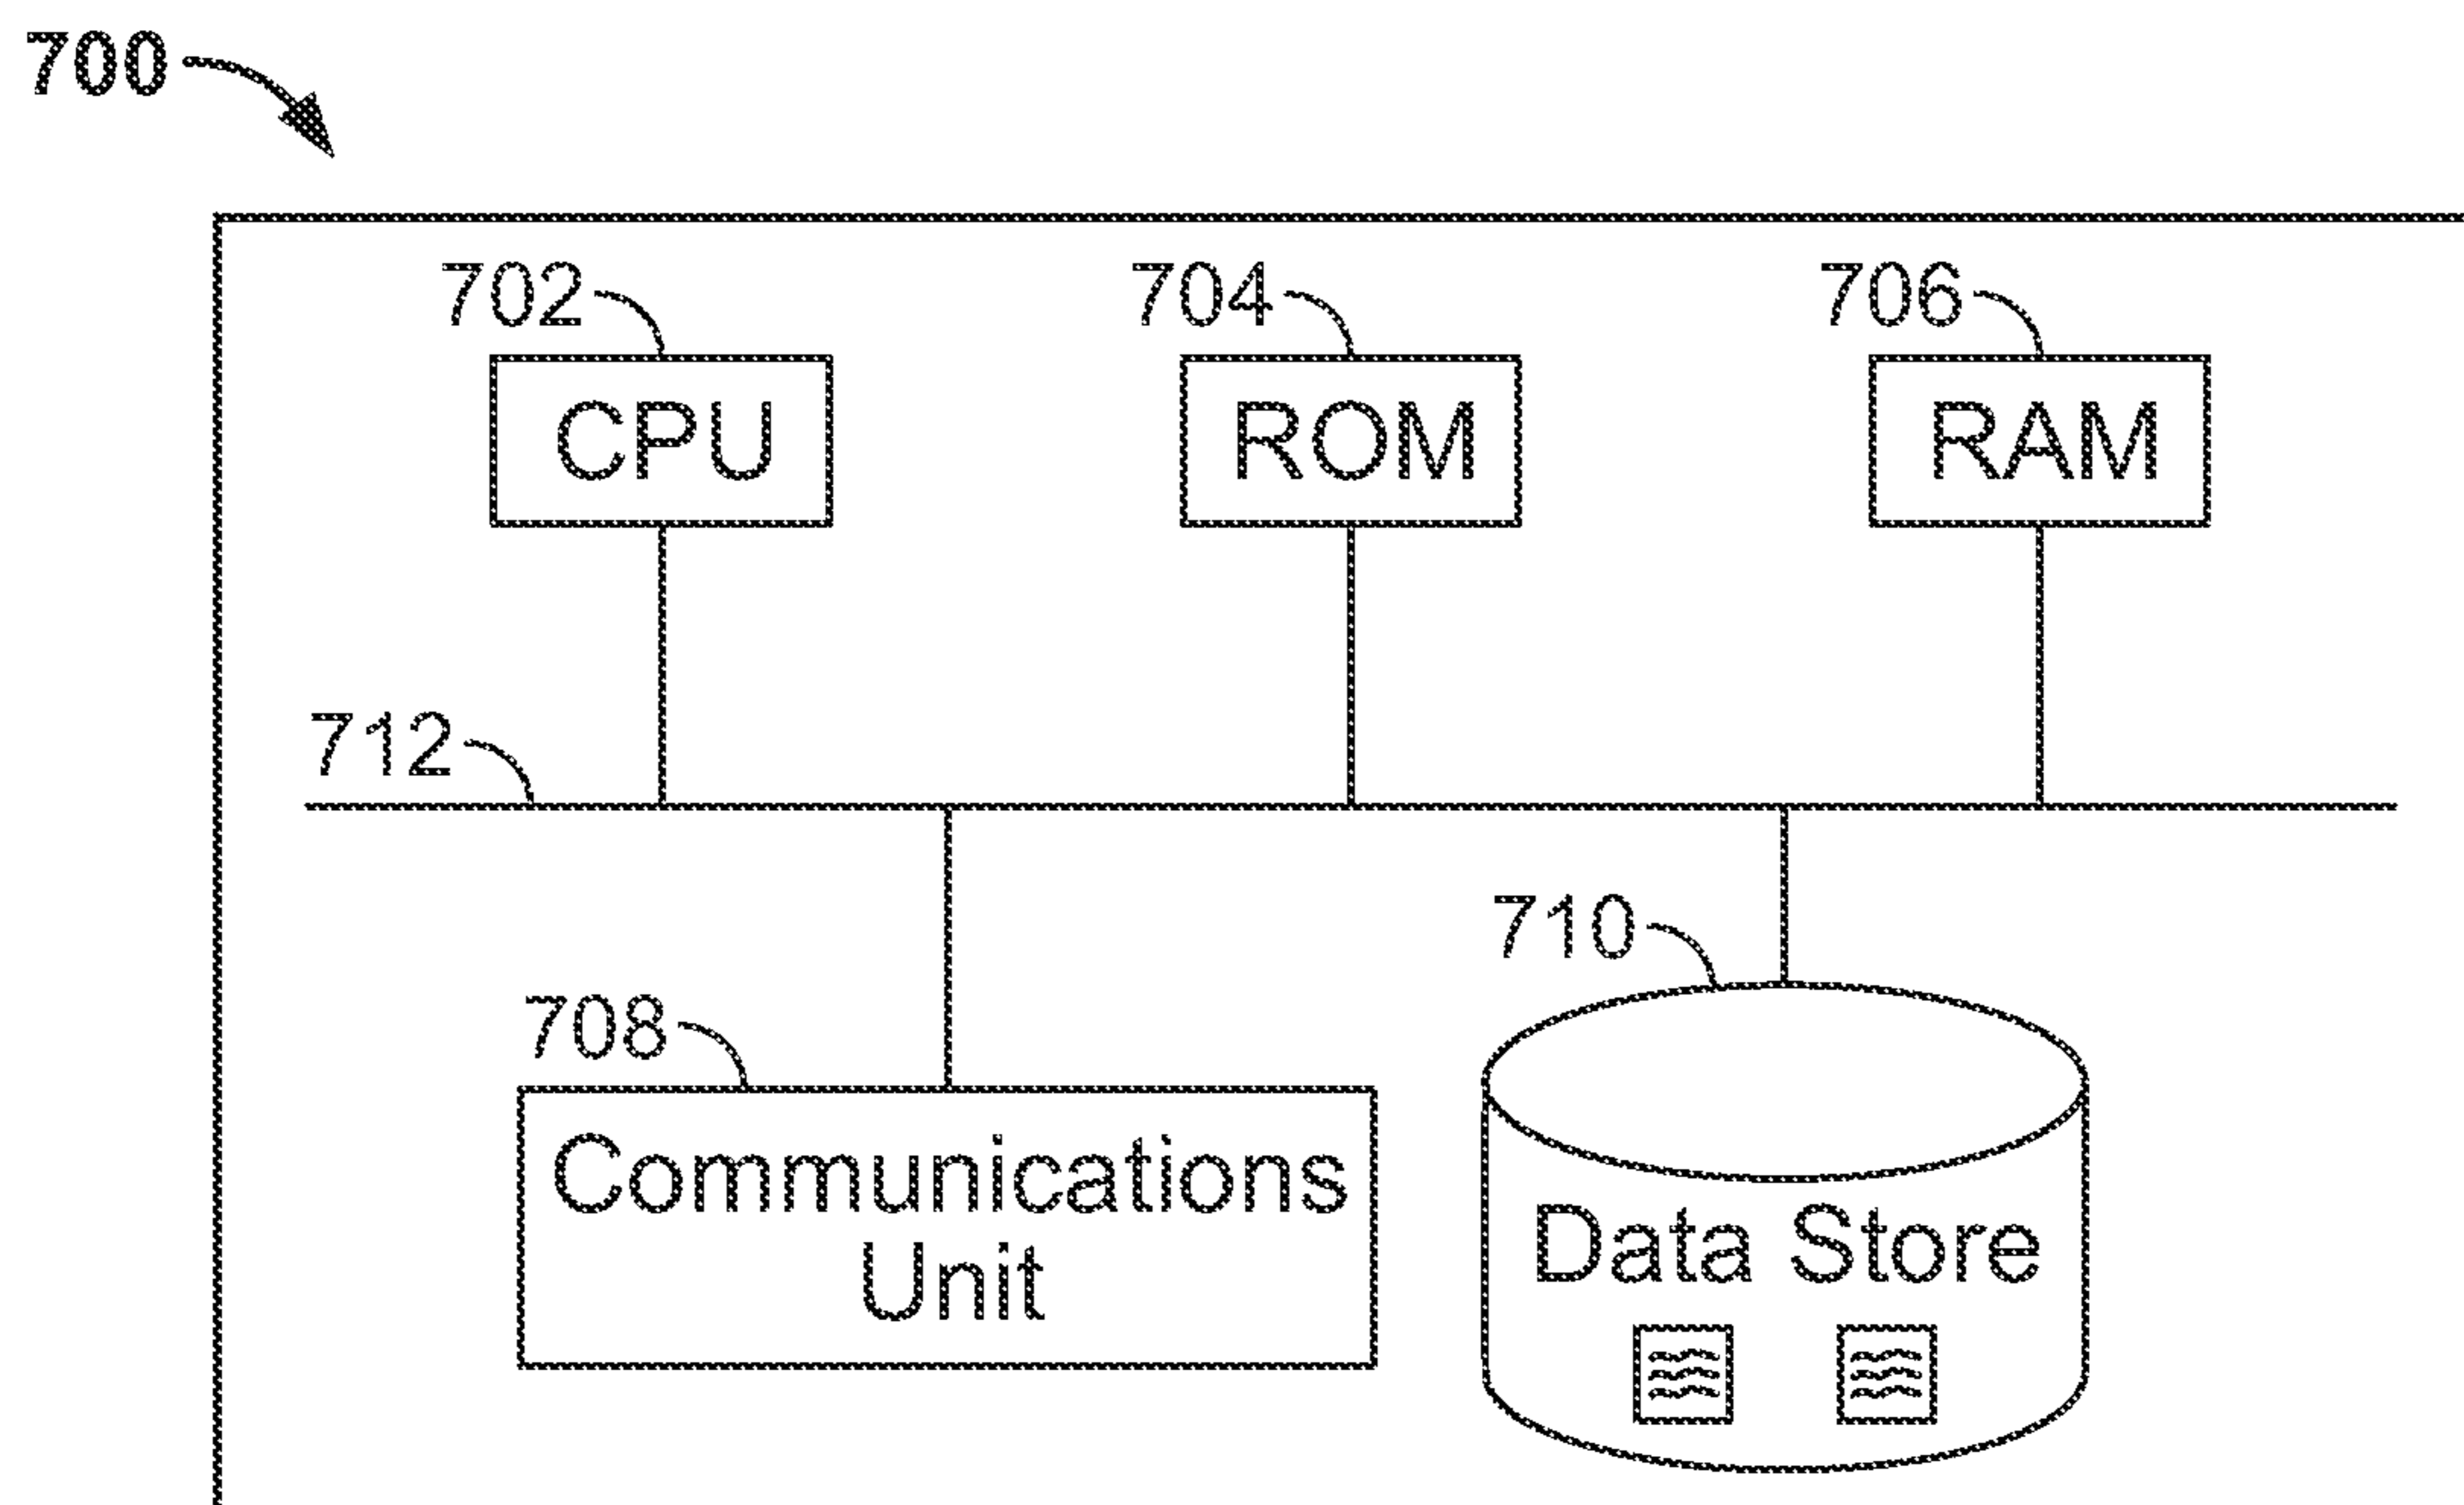 700
702
704
706
CPU
ROM
RAM
712
710
708
Communications
Unit
Data Store